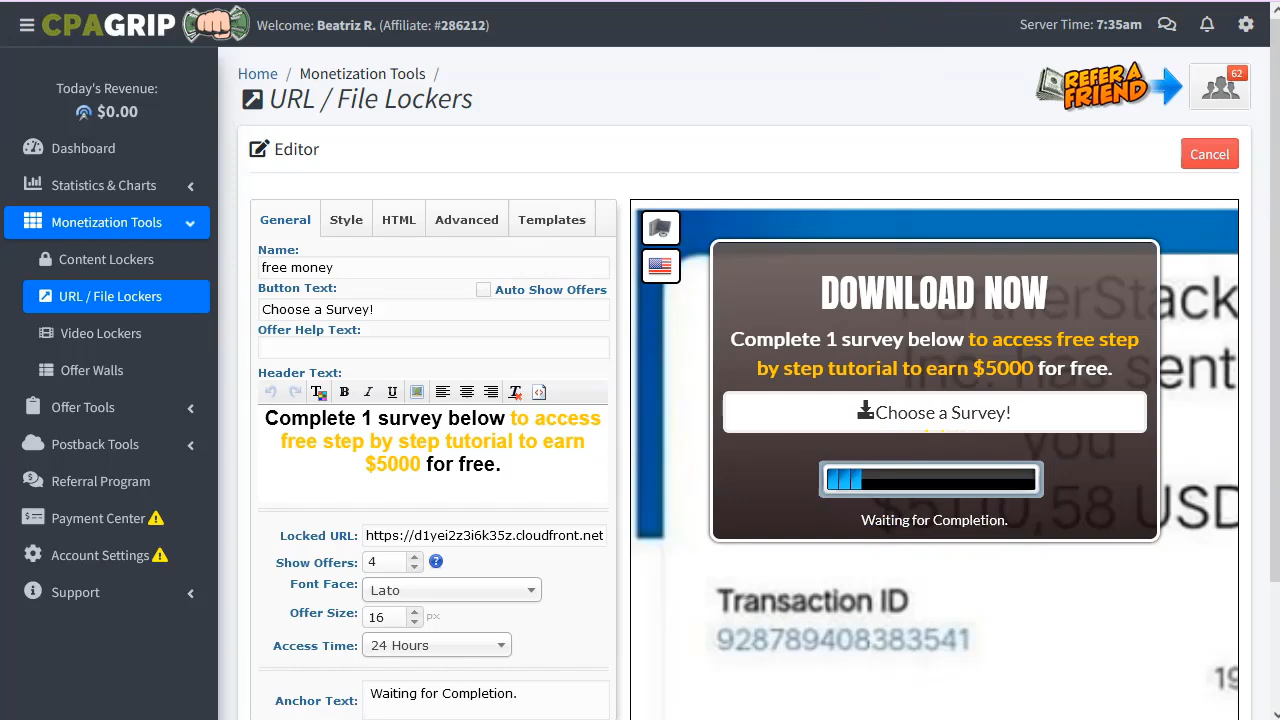 CPAGRIP Welcome: Beatriz R. (Affiliate: #286212) Server Time: 7:35am
Today's Revenue:
$0.00
Dashboard
Statistics & Charts
Monetization Tools
Content Lockers
URL / File Lockers
Video Lockers
Offer Walls
Offer Tools
Postback Tools
Referral Program
Payment Center
Account Settings
Support
Home / Monetization Tools /
URL / File Lockers
REFER A
FRIEND
62
Editor
Cancel
General Style HTML Advanced Templates
Name:
free money
Button Text: Auto Show Offers
Choose a Survey!
Offer Help Text:
Header Text:
B I U
Complete 1 survey below to access
free step by step tutorial to earn
$5000 for free.
Locked URL: https://d1yei2z3i6k35z.cloudfront.net
Show Offers: 4
Font Face: Lato
Offer Size: 16 px
Access Time: 24 Hours
Anchor Text: Waiting for Completion.
DOWNLOAD NOW
Complete 1 survey below to access free step
by step tutorial to earn $5000 for free.
Choose a Survey!
Waiting for Completion.
Inc. has sent
you
58 USD
Transaction ID
928789408383541
19